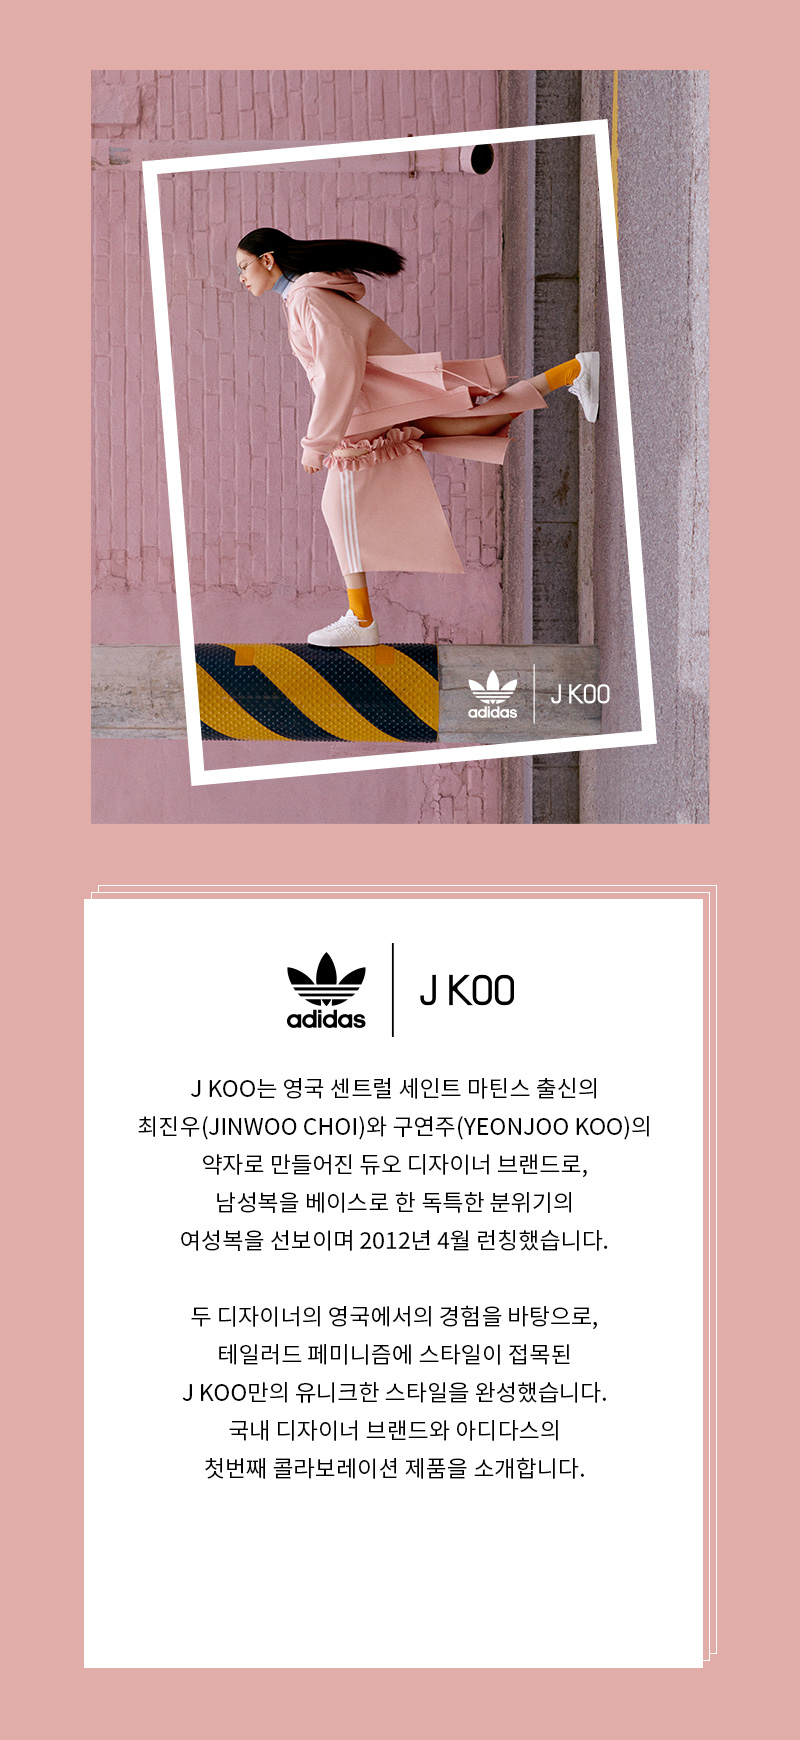 adidas
J KOO
adidas
J KOO
J KOO는 영국 센트럴 세인트 마틴스 출신의
최진우(JINWOO CHOI)와 구연주(YEONJOO KOO)의
약자로 만들어진 듀오 디자이너 브랜드로,
남성복을 베이스로 한 독특한 분위기의
여성복을 선보이며 2012년 4월 런칭했습니다.
두 디자이너의 영국에서의 경험을 바탕으로,
테일러드 페미니즘에 스타일이 접목된
J KOO만의 유니크한 스타일을 완성했습니다.
국내 디자이너 브랜드와 아디다스의
첫번째 콜라보레이션 제품을 소개합니다.